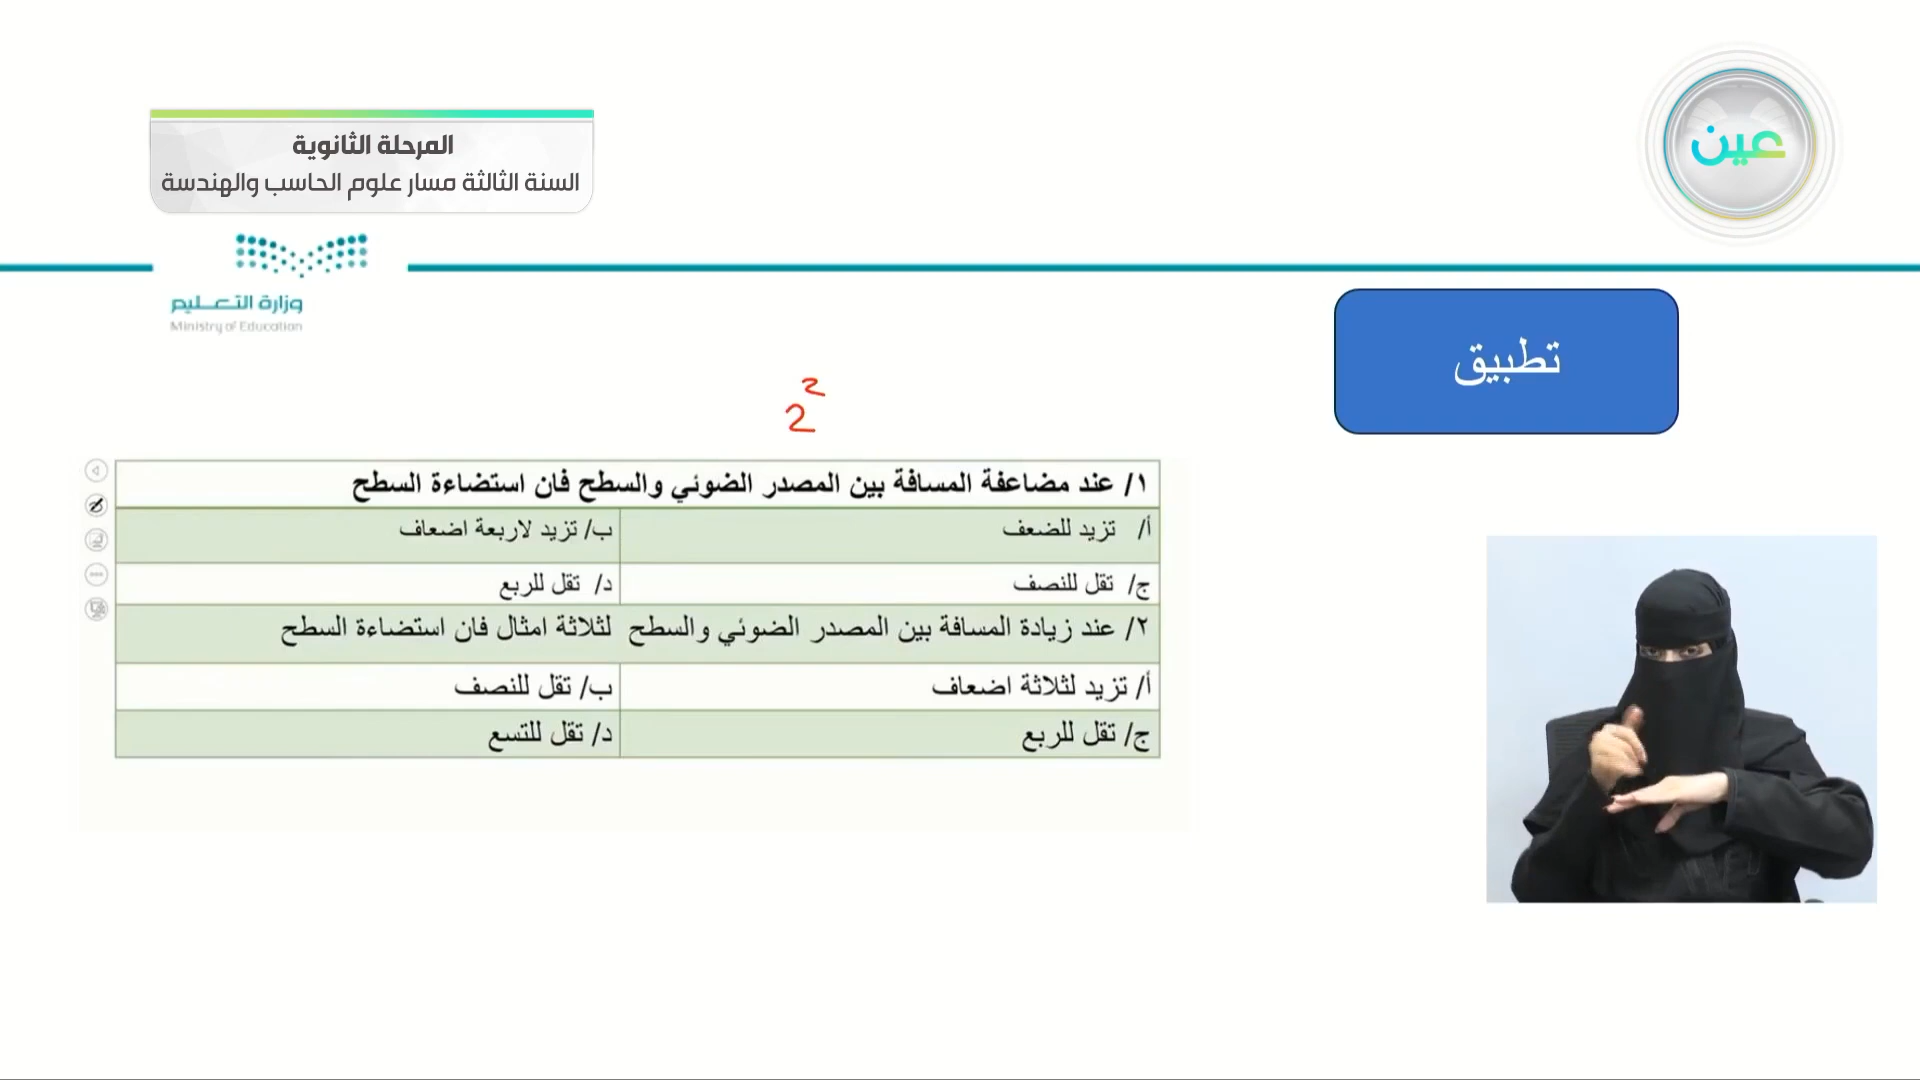 المرحلة الثانوية
السنة الثالثة مسار علوم الحاسب والهندسة
عين
وزارة التعليم
Ministry of Education
تطبيق
2²
١/ عند مضاعفة المسافة بين المصدر الضوئي والسطح فان استضاءة السطح
أ/ تزيد للضعف
ب/ تزيد لاربعة اضعاف
ج/ تقل للنصف
د/ تقل للربع
٢/ عند زيادة المسافة بين المصدر الضوئي والسطح لثلاثة امثال فان استضاءة السطح
أ/ تزيد لثلاثة اضعاف
ب/ تقل للنصف
ج/ تقل للربع
د/ تقل للتسع